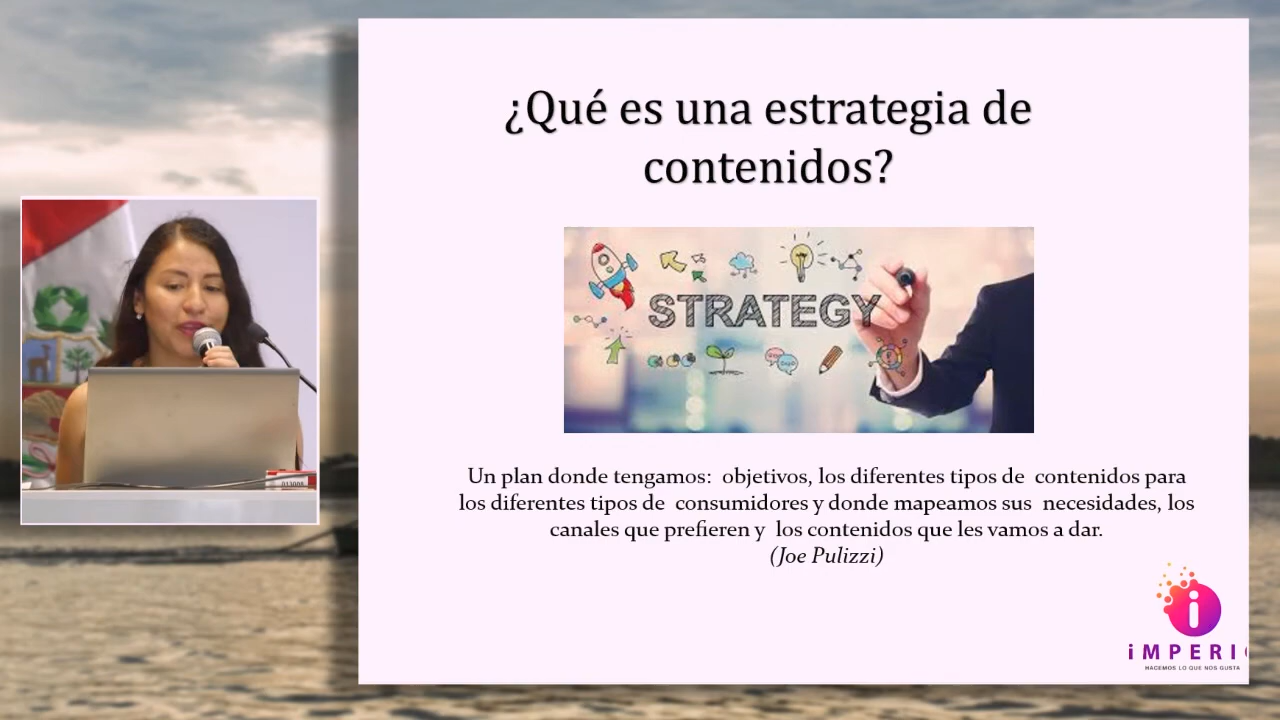 ¿Qué es una estrategia de
contenidos?
STRATEGY
Un plan donde tengamos: objetivos, los diferentes tipos de contenidos para
los diferentes tipos de consumidores y donde mapeamos sus necesidades, los
canales que prefieren y los contenidos que les vamos a dar.
(Joe Pulizzi)
i
iMPERI
HACEMOS LO QUE NOS GUSTA